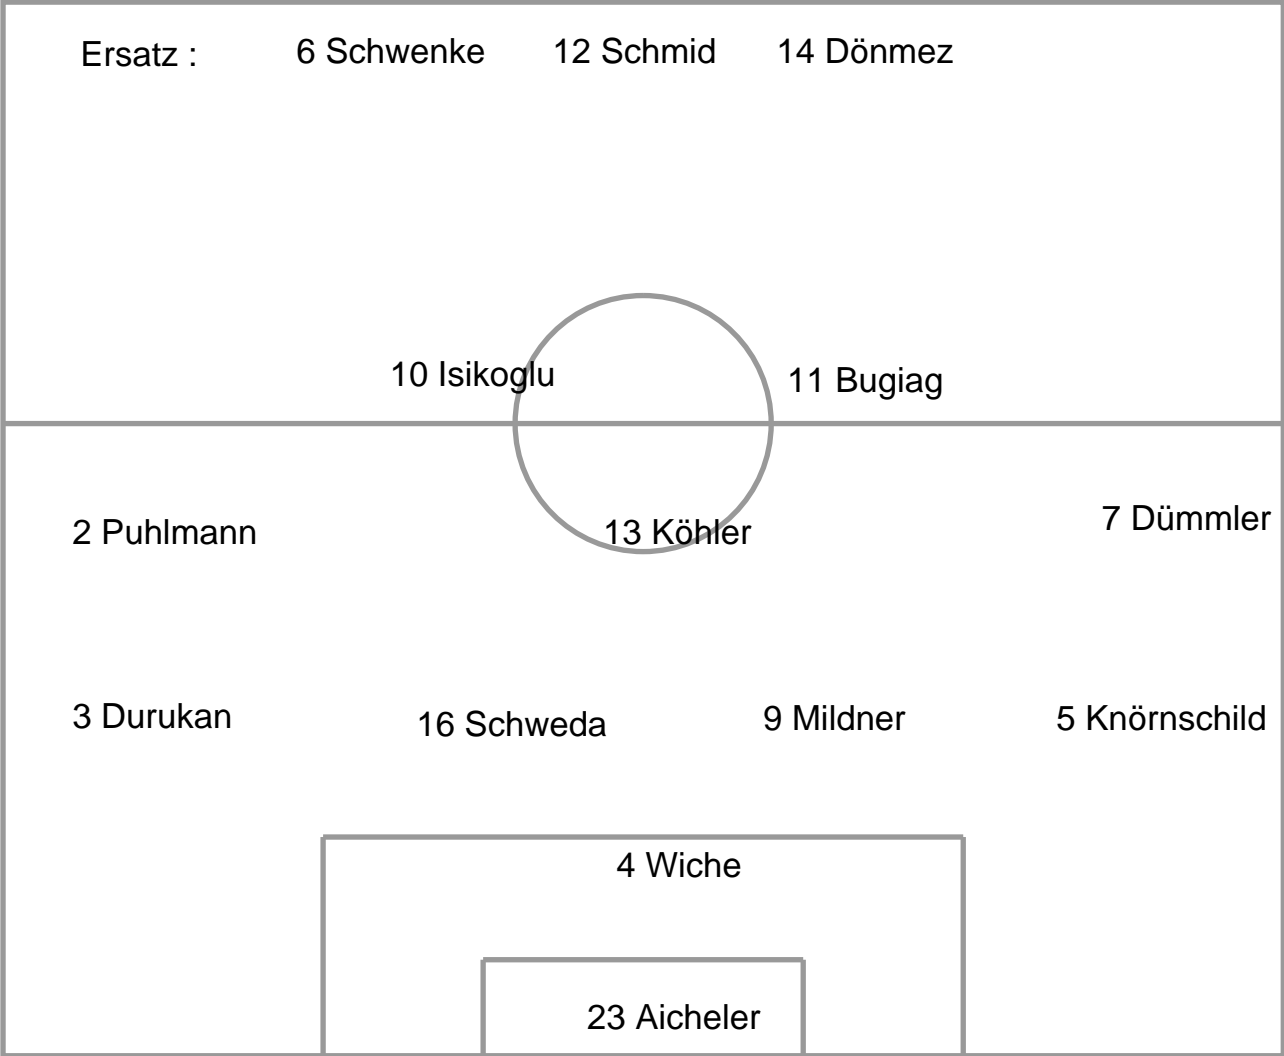 Ersatz : 6 Schwenke 12 Schmid 14 Dönmez
10 Isikoglu 11 Bugiag
2 Puhlmann 13 Köhler 7 Dümmler
3 Durukan 16 Schweda 9 Mildner 5 Knörnschild
4 Wiche
23 Aicheler